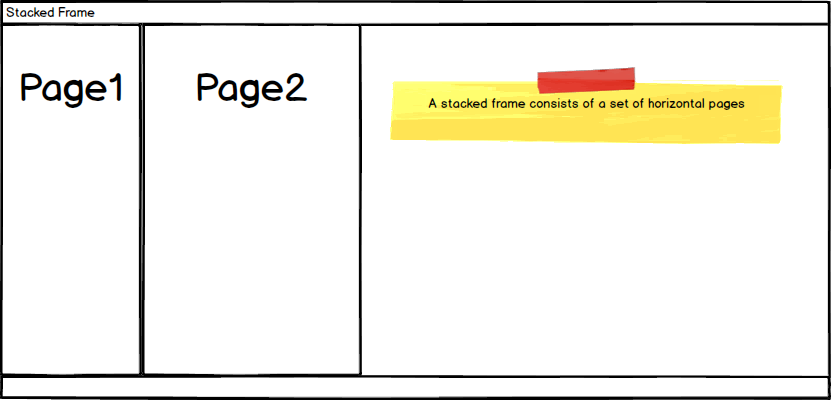 Stacked Frame
Page1
Page2
A stacked frame consists of a set of horizontal pages